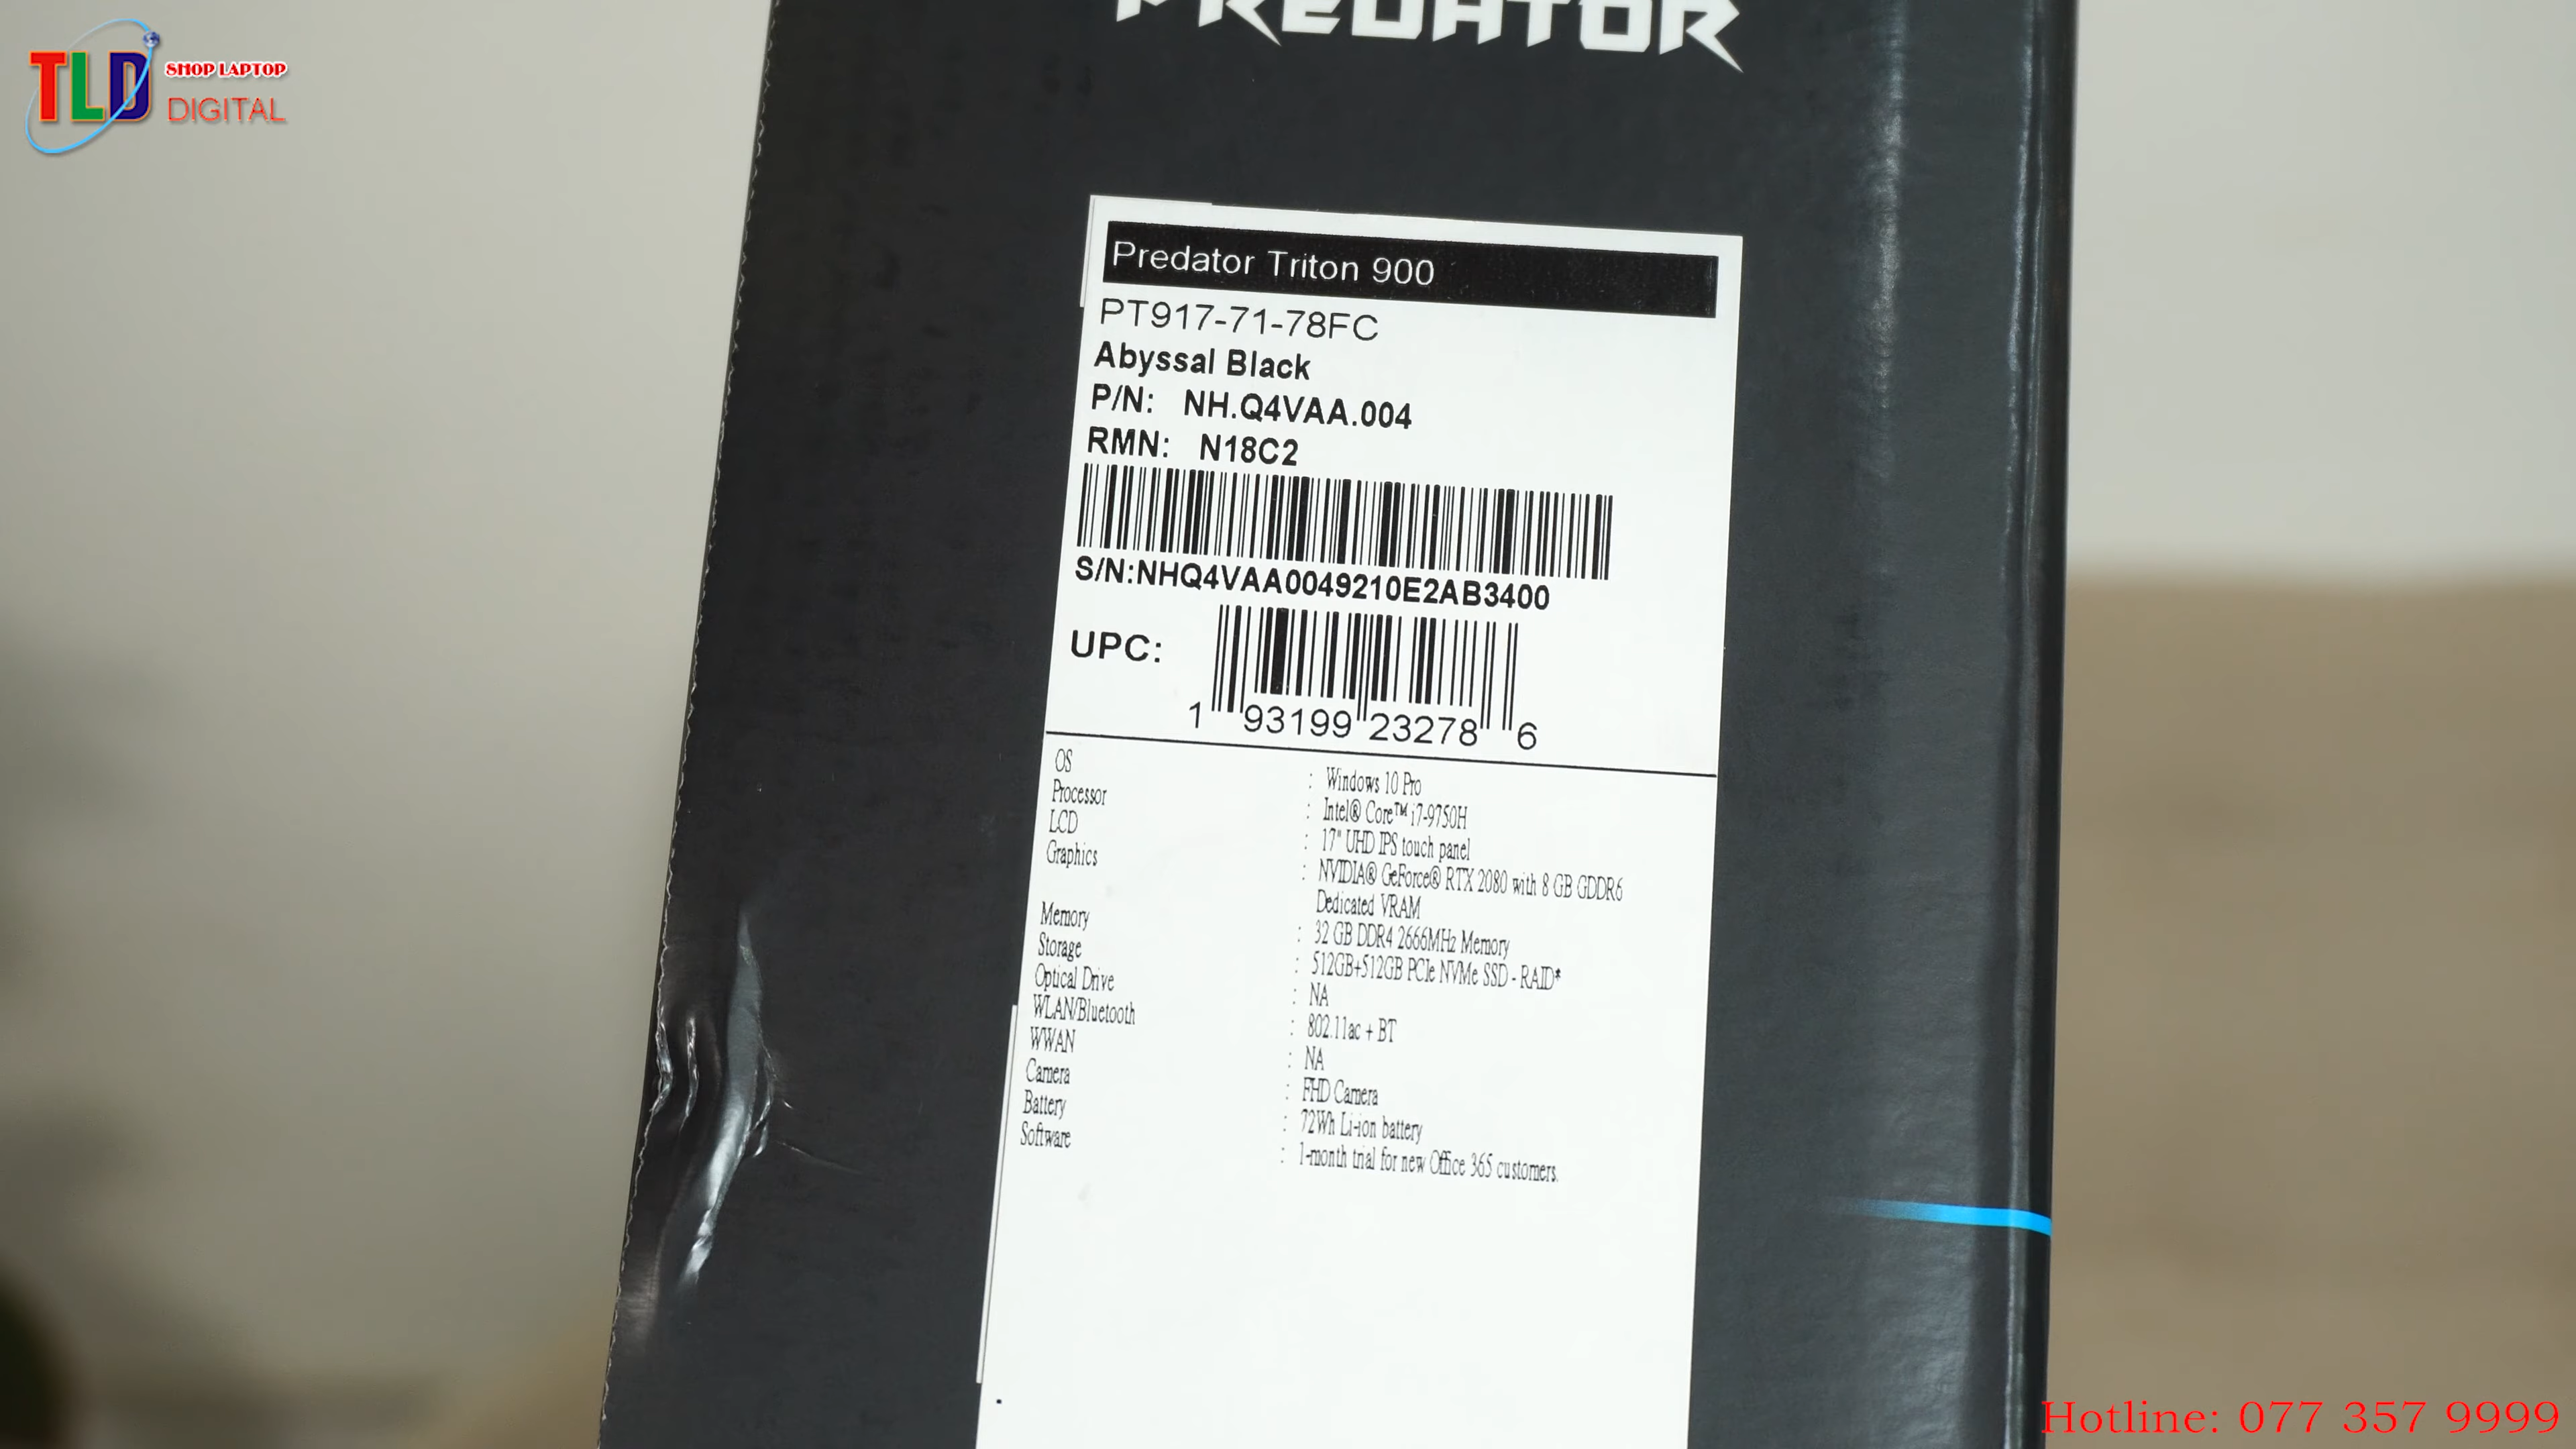 PREDATOR
TLD SHOP LAPTOP
DIGITAL
Predator Triton 900
PT917-71-78FC
Abyssal Black
P/N: NH.Q4VAA.004
RMN: N18C2
S/N:NHQ4VAA0049210E2AB3400
UPC:
1 93199 23278 6
OS : Windows 10 Pro
Processor : Intel® Core™ i7-9750H
LCD : 17" UHD IPS touch panel
Graphics : NVIDIA® GeForce® RTX 2080 with 8 GB GDDR6
Dedicated VRAM
Memory : 32 GB DDR4 2666MHz Memory
Storage : 512GB+512GB PCIe NVMe SSD - RAID*
Optical Drive : NA
WLAN/Bluetooth : 802.11ac + BT
WWAN : NA
Camera : FHD Camera
Battery : 72Wh Li-ion battery
Software : 1-month trial for new Office 365 customers.
Hotline: 077 357 9999